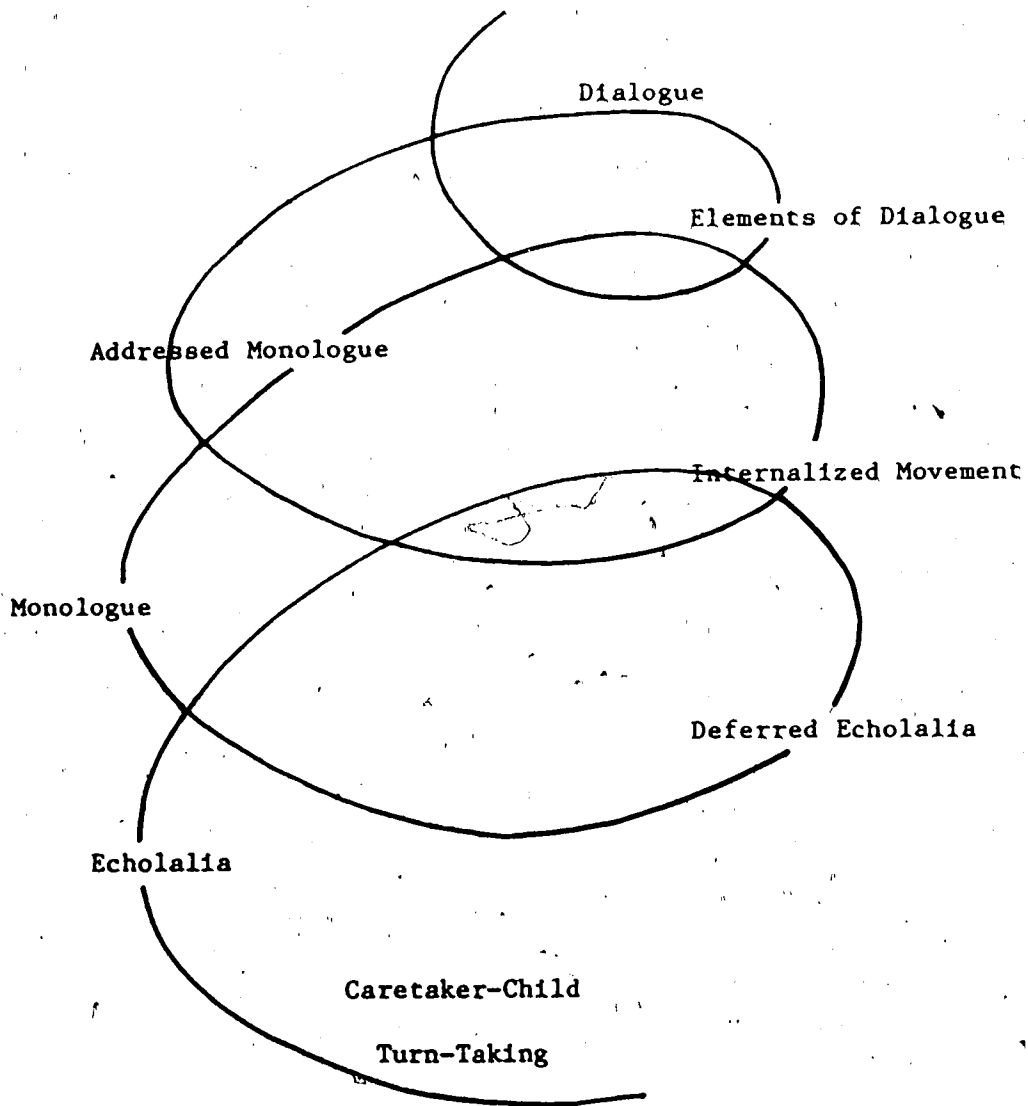 Dialogue
Elements of Dialogue
Addressed Monologue
Internalized Movement
Monologue
Deferred Echolalia
Echolalia
Caretaker-Child
Turn-Taking